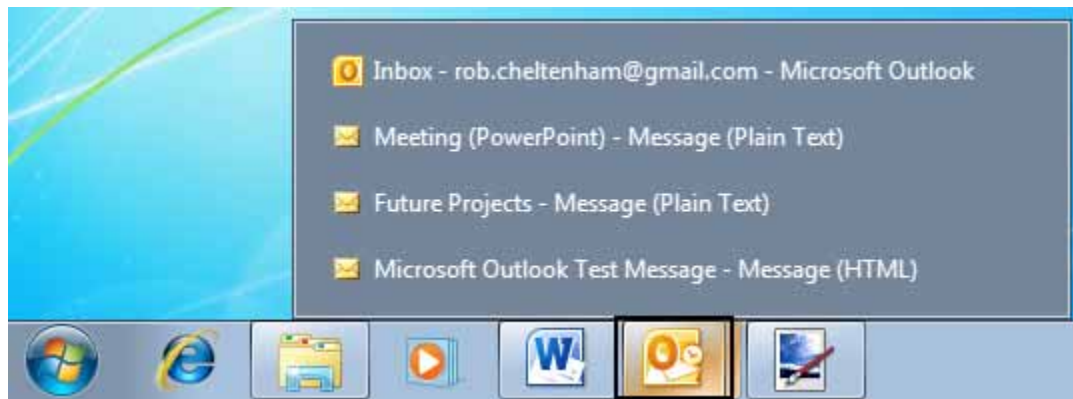 Inbox - rob.cheltenham@gmail.com - Microsoft Outlook
Meeting (PowerPoint) - Message (Plain Text)
Future Projects - Message (Plain Text)
Microsoft Outlook Test Message - Message (HTML)